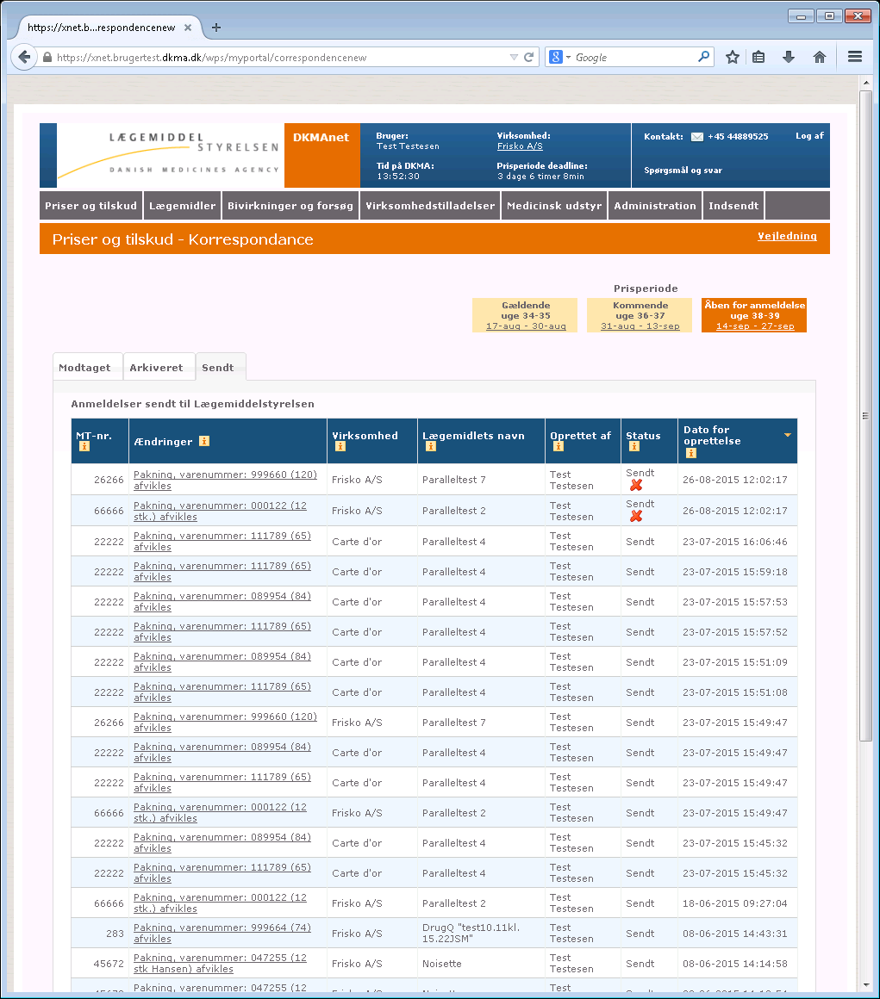 https://xnet.b...respondencenew
https://xnet.brugertest.dkma.dk/wps/myportal/correspondencenew
Google
LÆGEMIDDEL
STYRELSEN
DANISH MEDICINES AGENCY
DKMAnet
Bruger:
Test Testesen
Tid på DKMA:
13:52:30
Virksomhed:
Frisko A/S
Prisperiode deadline:
3 dage 6 timer 8min
Kontakt: +45 44889525
Log af
Spørgsmål og svar
Priser og tilskud Lægemidler Bivirkninger og forsøg Virksomhedstilladelser Medicinsk udstyr Administration Indsendt
Priser og tilskud - Korrespondance
Vejledning
Prisperiode
Gældende
uge 34-35
17-aug - 30-aug
Kommende
uge 36-37
31-aug - 13-sep
Åben for anmeldelse
uge 38-39
14-sep - 27-sep
Modtaget Arkiveret Sendt
Anmeldelser sendt til Lægemiddelstyrelsen
MT-nr. Ændringer Virksomhed Lægemidlets navn Oprettet af Status Dato for oprettelse
26266 Pakning, varenummer: 999660 (120) afvikles Frisko A/S Paralleltest 7 Test Testesen Sendt 26-08-2015 12:02:17
66666 Pakning, varenummer: 000122 (12 stk.) afvikles Frisko A/S Paralleltest 2 Test Testesen Sendt 26-08-2015 12:02:17
22222 Pakning, varenummer: 111789 (65) afvikles Carte d'or Paralleltest 4 Test Testesen Sendt 23-07-2015 16:06:46
22222 Pakning, varenummer: 111789 (65) afvikles Carte d'or Paralleltest 4 Test Testesen Sendt 23-07-2015 15:59:18
22222 Pakning, varenummer: 089954 (84) afvikles Carte d'or Paralleltest 4 Test Testesen Sendt 23-07-2015 15:57:53
22222 Pakning, varenummer: 111789 (65) afvikles Carte d'or Paralleltest 4 Test Testesen Sendt 23-07-2015 15:57:52
22222 Pakning, varenummer: 089954 (84) afvikles Carte d'or Paralleltest 4 Test Testesen Sendt 23-07-2015 15:51:09
22222 Pakning, varenummer: 111789 (65) afvikles Carte d'or Paralleltest 4 Test Testesen Sendt 23-07-2015 15:51:08
26266 Pakning, varenummer: 999660 (120) afvikles Frisko A/S Paralleltest 7 Test Testesen Sendt 23-07-2015 15:49:47
22222 Pakning, varenummer: 089954 (84) afvikles Carte d'or Paralleltest 4 Test Testesen Sendt 23-07-2015 15:49:47
22222 Pakning, varenummer: 111789 (65) afvikles Carte d'or Paralleltest 4 Test Testesen Sendt 23-07-2015 15:49:47
66666 Pakning, varenummer: 000122 (12 stk.) afvikles Frisko A/S Paralleltest 2 Test Testesen Sendt 23-07-2015 15:49:47
22222 Pakning, varenummer: 089954 (84) afvikles Carte d'or Paralleltest 4 Test Testesen Sendt 23-07-2015 15:45:32
22222 Pakning, varenummer: 111789 (65) afvikles Carte d'or Paralleltest 4 Test Testesen Sendt 23-07-2015 15:45:32
66666 Pakning, varenummer: 000122 (12 stk.) afvikles Frisko A/S Paralleltest 2 Test Testesen Sendt 18-06-2015 09:27:04
283 Pakning, varenummer: 999664 (74) afvikles Frisko A/S DrugQ "test10.11kl. 15.22JSM" Test Testesen Sendt 08-06-2015 14:43:31
45672 Pakning, varenummer: 047255 (12 stk Hansen) afvikles Frisko A/S Noisette Test Testesen Sendt 08-06-2015 14:14:58
Pakning, varenummer: 047255 (12 Test